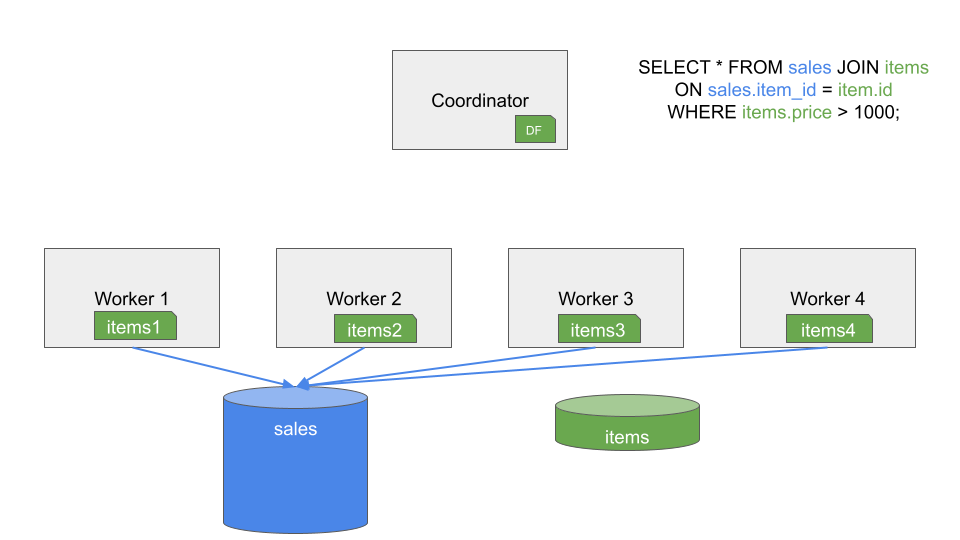 SELECT * FROM sales JOIN items
ON sales.item_id = item.id
WHERE items.price > 1000;
Coordinator
DF
Worker 1
items1
Worker 2
items2
Worker 3
items3
Worker 4
items4
sales
items